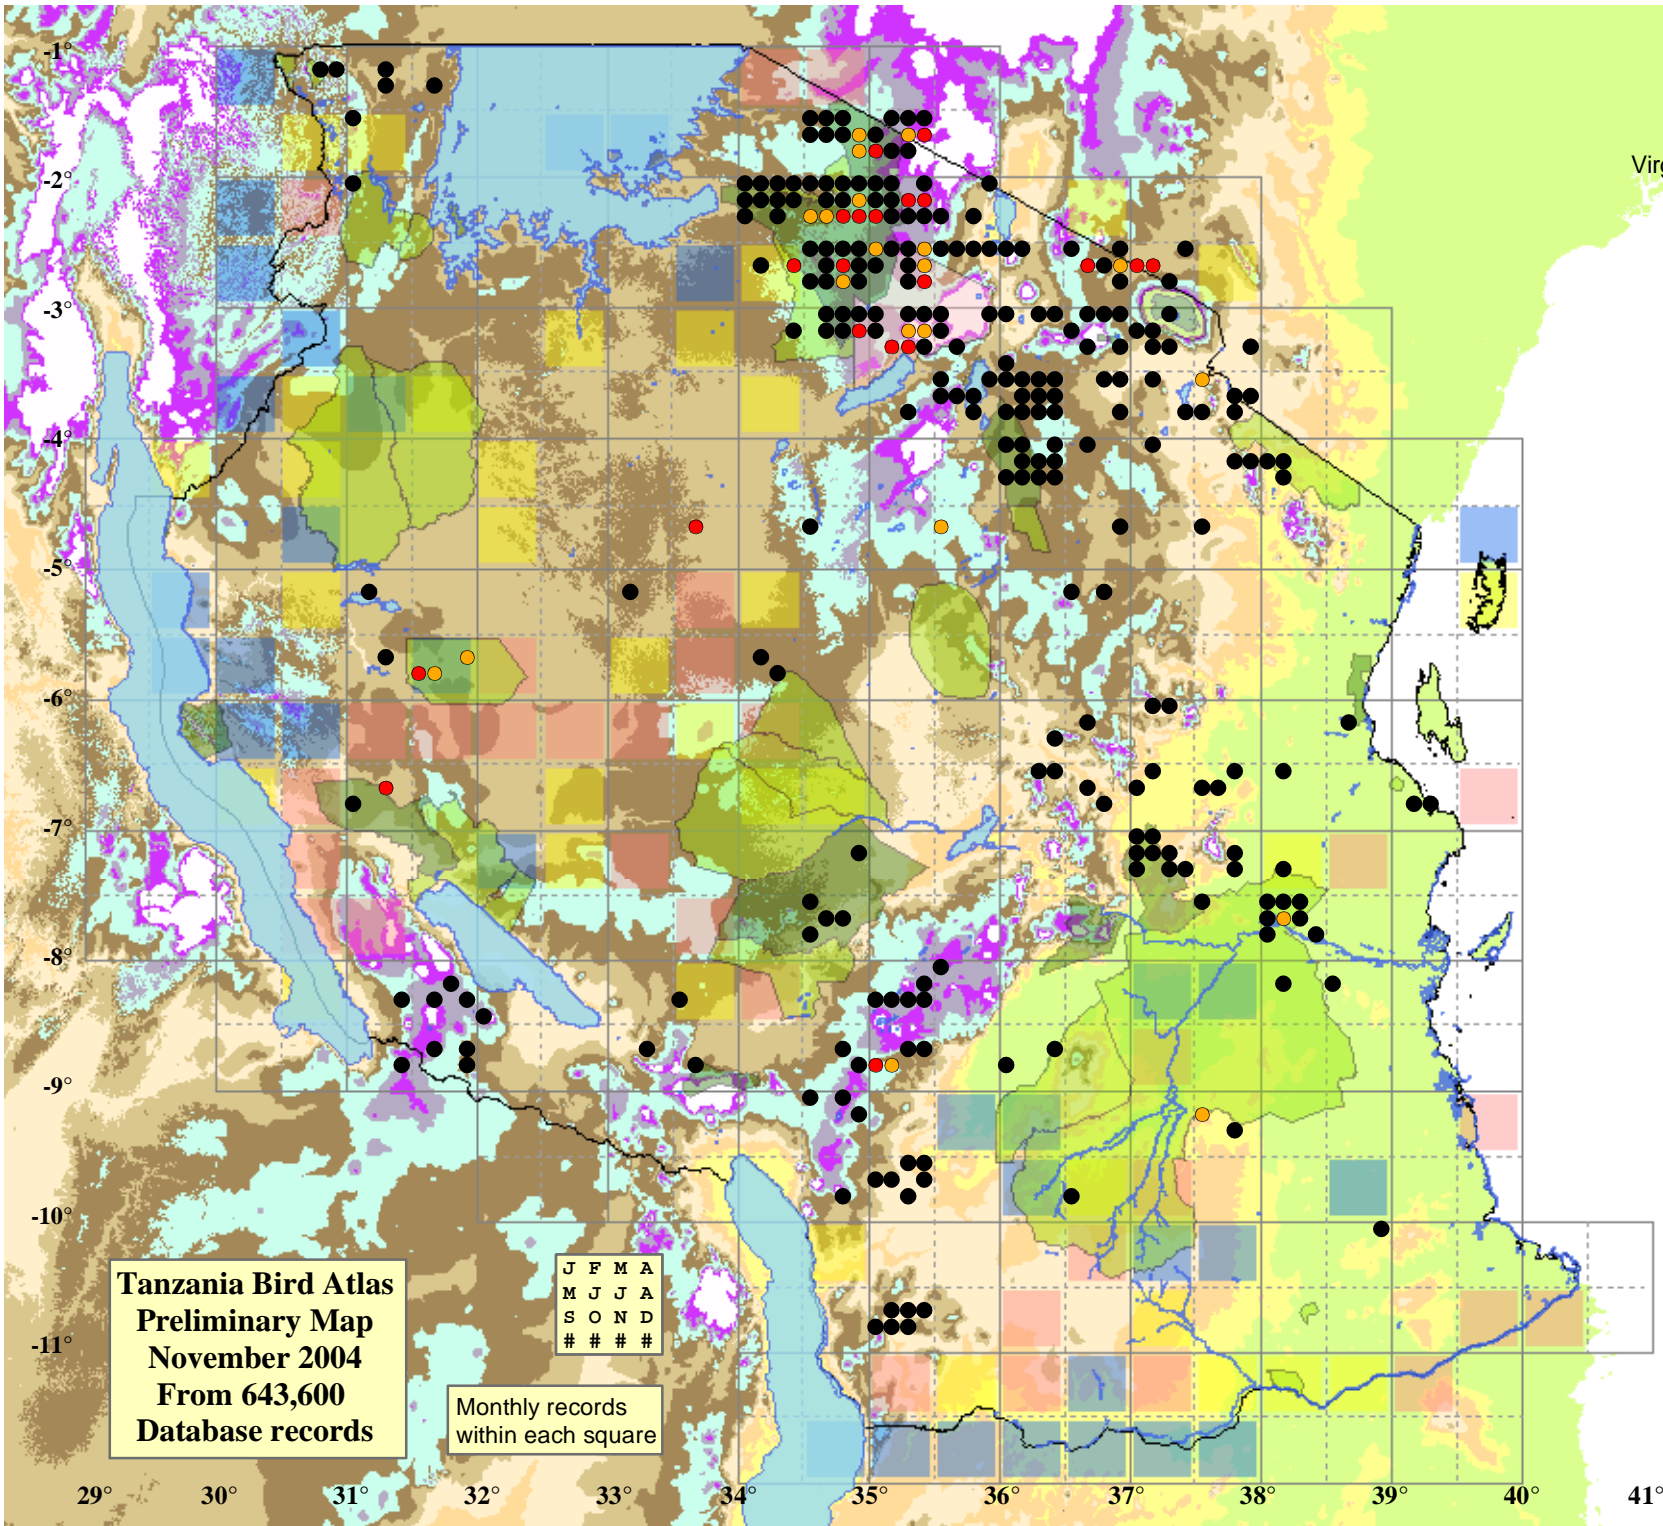 -1°
Virg
-2°
-3°
-4°
-5°
-6°
-7°
-8°
-9°
-10°
-11°
Tanzania Bird Atlas
Preliminary Map
November 2004
From 643,600
Database records
J F M A
M J J A
S O N D
# # # #
Monthly records
within each square
29° 30° 31° 32° 33° 34° 35° 36° 37° 38° 39° 40° 41°